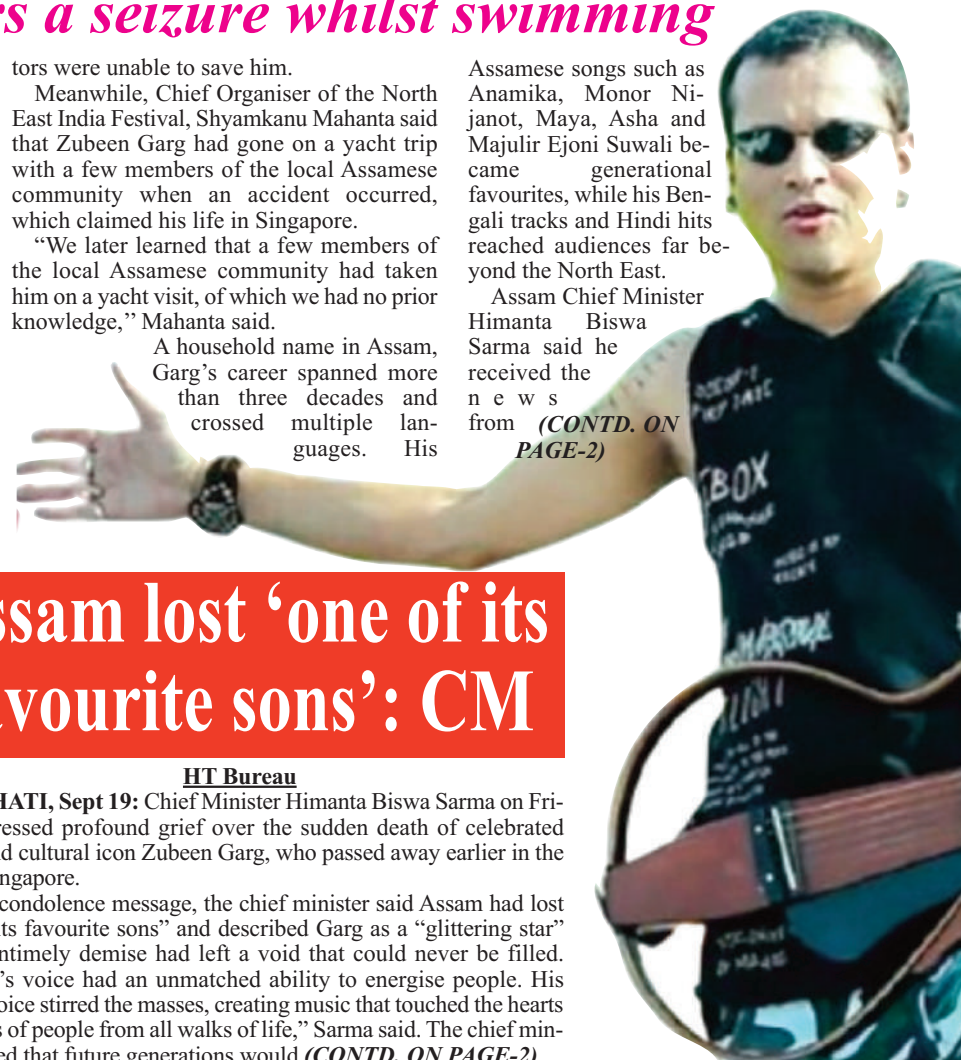 s a seizure whilst swimming
tors were unable to save him.
Meanwhile, Chief Organiser of the North
East India Festival, Shyamkanu Mahanta said
that Zubeen Garg had gone on a yacht trip
with a few members of the local Assamese
community when an accident occurred,
which claimed his life in Singapore.
“We later learned that a few members of
the local Assamese community had taken
him on a yacht visit, of which we had no prior
knowledge,’’ Mahanta said.
A household name in Assam,
Garg’s career spanned more
than three decades and
crossed multiple lan-
guages. His
Assamese songs such as
Anamika, Monor Ni-
janot, Maya, Asha and
Majulir Ejoni Suwali be-
came generational
favourites, while his Ben-
gali tracks and Hindi hits
reached audiences far be-
yond the North East.
Assam Chief Minister
Himanta Biswa
Sarma said he
received the
n e w s
from (CONTD. ON
PAGE-2)
ssam lost ‘one of its
avourite sons’: CM
HT Bureau
HATI, Sept 19: Chief Minister Himanta Biswa Sarma on Fri-
ressed profound grief over the sudden death of celebrated
d cultural icon Zubeen Garg, who passed away earlier in the
ngapore.
condolence message, the chief minister said Assam had lost
ts favourite sons” and described Garg as a “glittering star”
ntimely demise had left a void that could never be filled.
’s voice had an unmatched ability to energise people. His
oice stirred the masses, creating music that touched the hearts
s of people from all walks of life,” Sarma said. The chief min-
ed that future generations would (CONTD. ON PAGE-2)